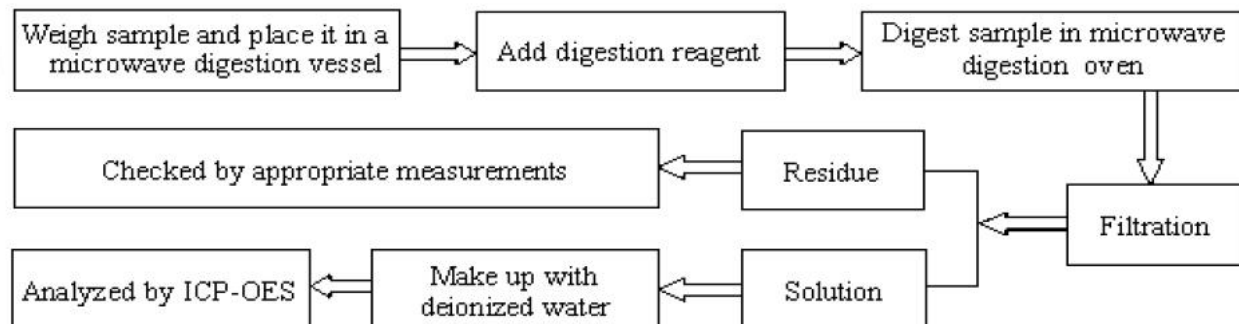 Weigh sample and place it in a
microwave digestion vessel
Add digestion reagent
Digest sample in microwave
digestion oven
Checked by appropriate measurements
Residue
Filtration
Analyzed by ICP-OES
Make up with
deionized water
Solution